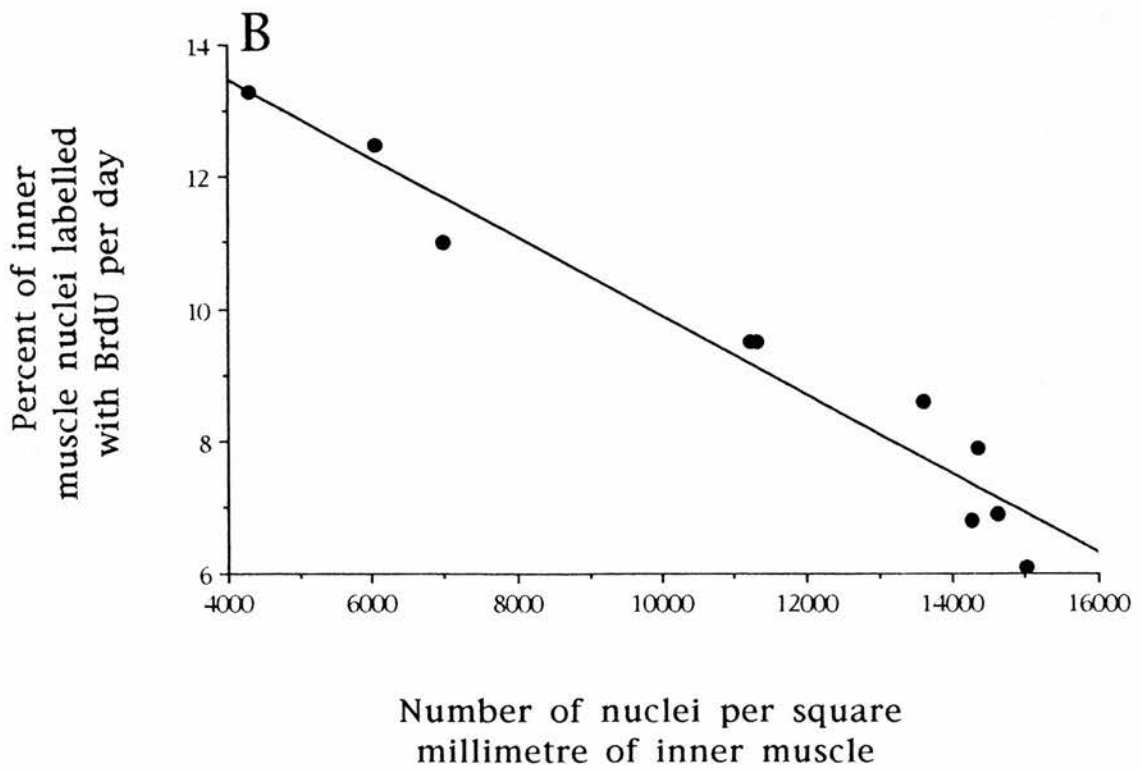 B
Percent of inner
muscle nuclei labelled
with BrdU per day
14
12
10
8
6
4000 6000 8000 10000 12000 14000 16000
Number of nuclei per square
millimetre of inner muscle